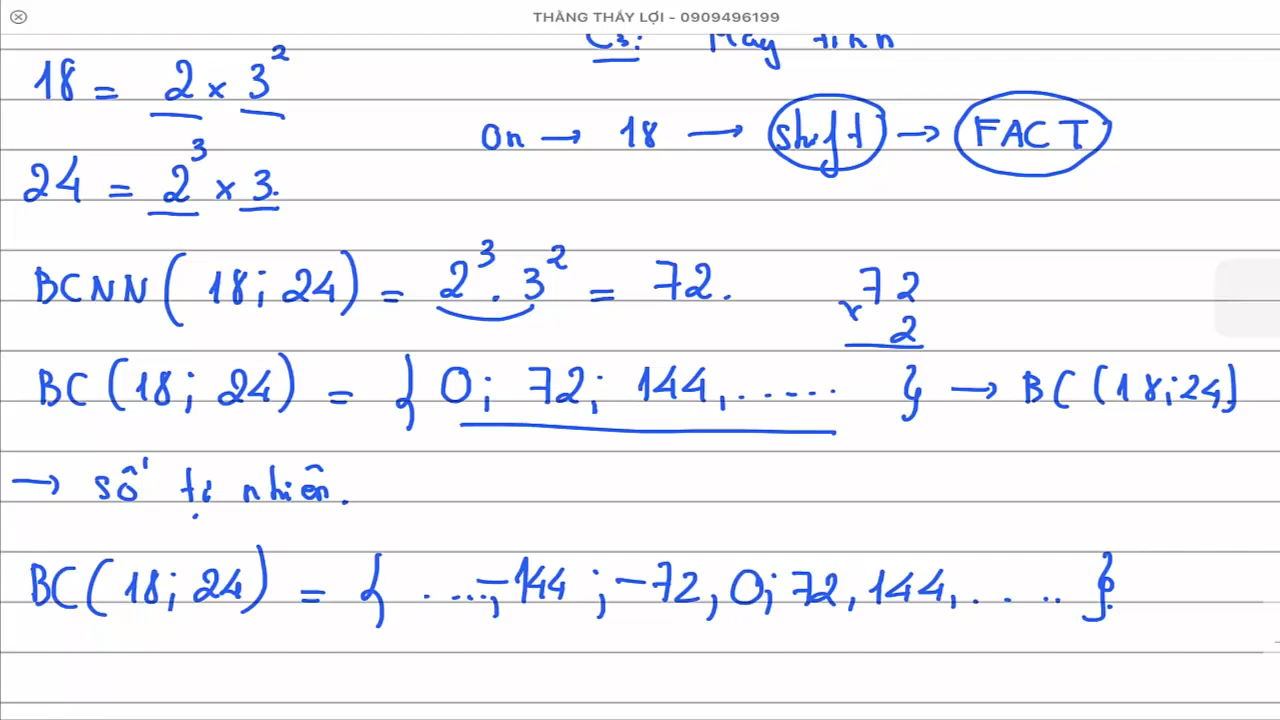 THẮNG THẦY LỢI - 0909496199
C3: Máy tính
18 = 2 × 3²
On → 18 → shift → FACT
24 = 2³ × 3.
BCNN(18; 24) = 2³ . 3² = 72.
× 72
2
BC(18; 24) = { 0; 72; 144, ..... } → BC(18;24)
→ số tự nhiên.
BC(18; 24) = { ....; -144; -72, 0; 72, 144, .... }.